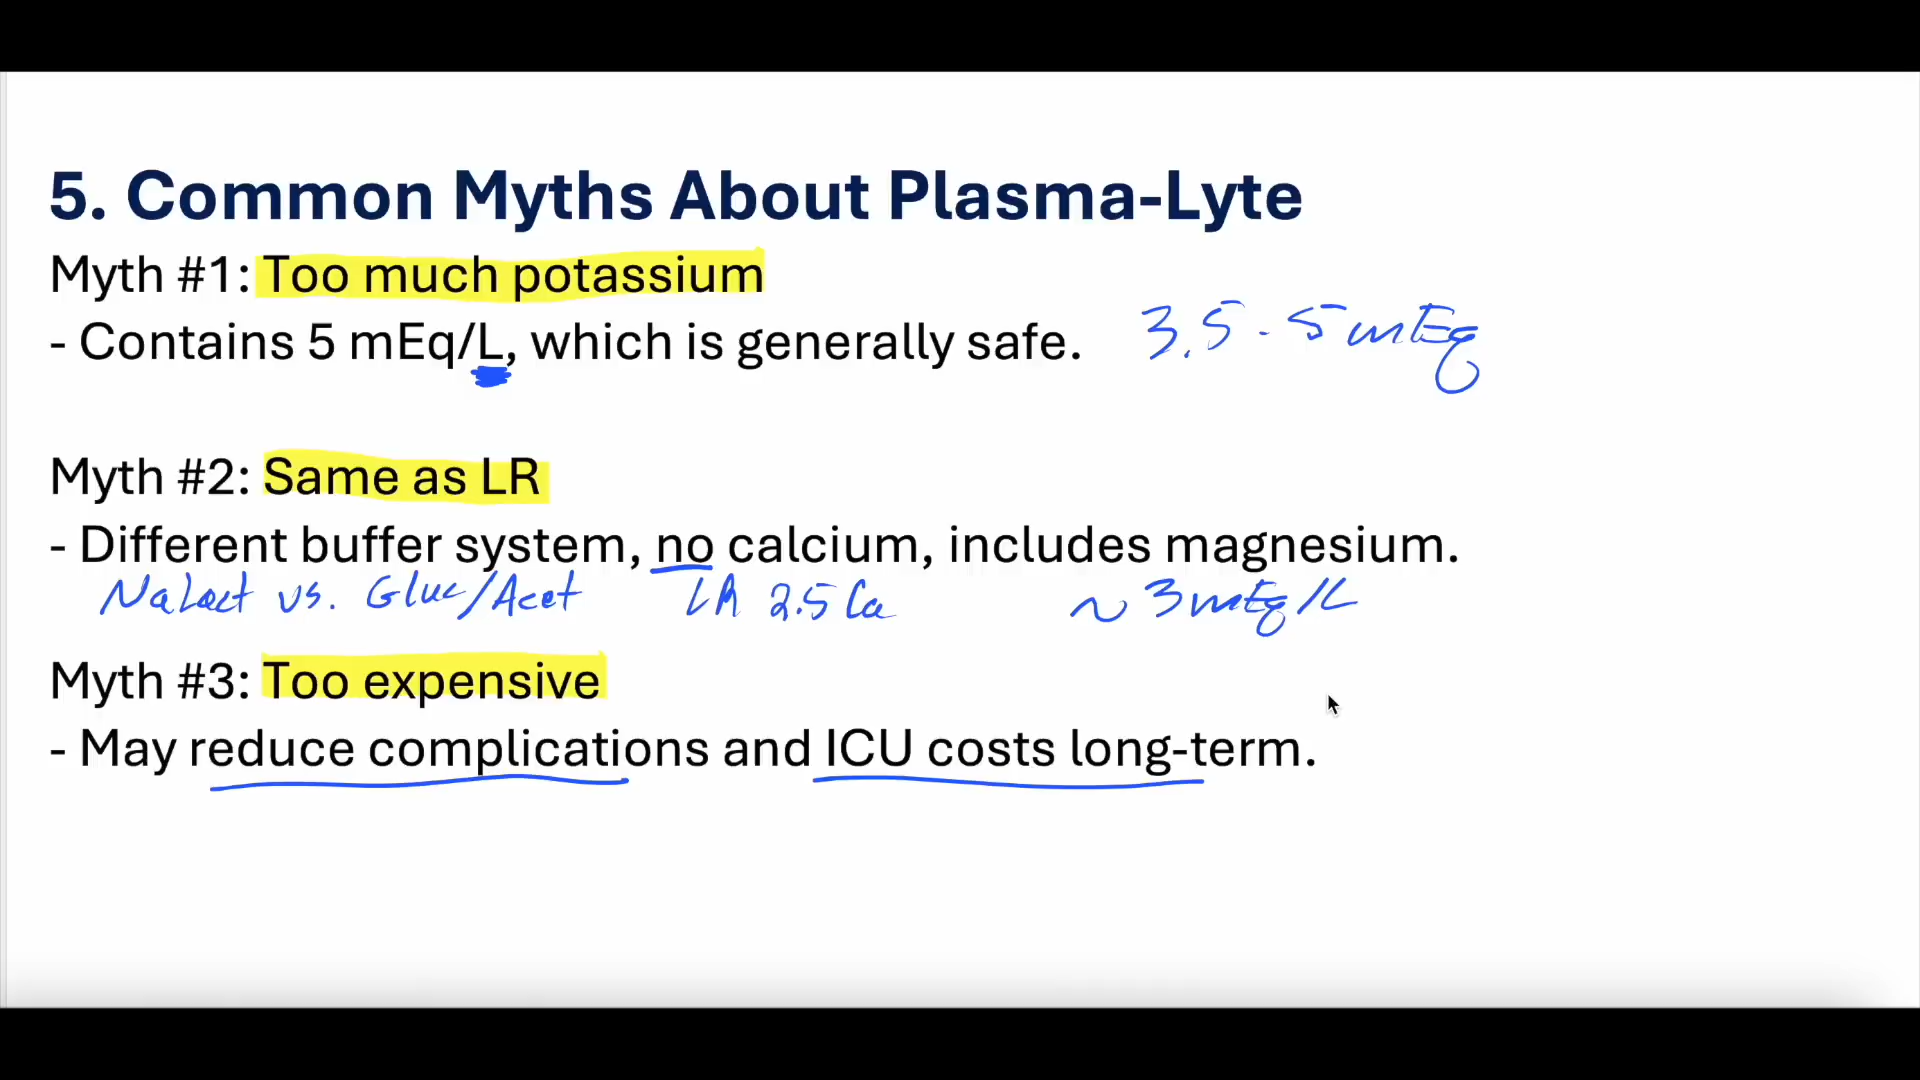 5. Common Myths About Plasma-Lyte
Myth #1: Too much potassium
- Contains 5 mEq/L, which is generally safe. 3.5 - 5 mEq
Myth #2: Same as LR
- Different buffer system, no calcium, includes magnesium.
NaLact vs. Gluc/Acet LR 2.5 Ca ~ 3 mEq/L
Myth #3: Too expensive
- May reduce complications and ICU costs long-term.